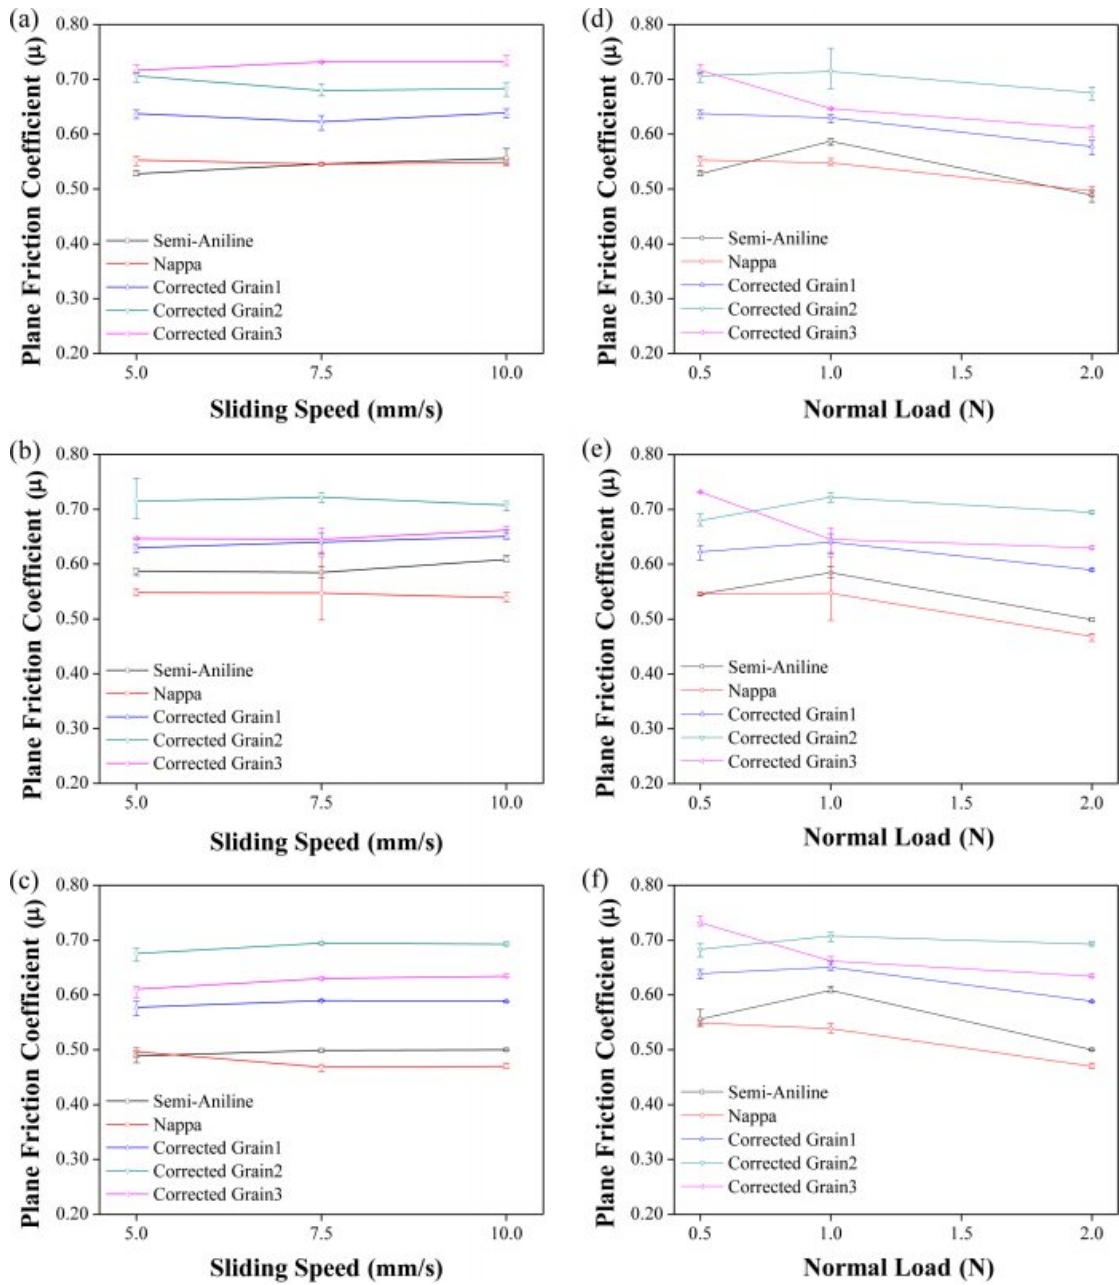 (a)
Plane Friction Coefficient (μ)
0.80
0.70
0.60
0.50
0.40
0.30
0.20
Semi-Aniline
Nappa
Corrected Grain1
Corrected Grain2
Corrected Grain3
5.0 7.5 10.0
Sliding Speed (mm/s)
(d)
Plane Friction Coefficient (μ)
0.80
0.70
0.60
0.50
0.40
0.30
0.20
Semi-Aniline
Nappa
Corrected Grain1
Corrected Grain2
Corrected Grain3
0.5 1.0 1.5 2.0
Normal Load (N)
(b)
Plane Friction Coefficient (μ)
0.80
0.70
0.60
0.50
0.40
0.30
0.20
Semi-Aniline
Nappa
Corrected Grain1
Corrected Grain2
Corrected Grain3
5.0 7.5 10.0
Sliding Speed (mm/s)
(e)
Plane Friction Coefficient (μ)
0.80
0.70
0.60
0.50
0.40
0.30
0.20
Semi-Aniline
Nappa
Corrected Grain1
Corrected Grain2
Corrected Grain3
0.5 1.0 1.5 2.0
Normal Load (N)
(c)
Plane Friction Coefficient (μ)
0.80
0.70
0.60
0.50
0.40
0.30
0.20
Semi-Aniline
Nappa
Corrected Grain1
Corrected Grain2
Corrected Grain3
5.0 7.5 10.0
Sliding Speed (mm/s)
(f)
Plane Friction Coefficient (μ)
0.80
0.70
0.60
0.50
0.40
0.30
0.20
Semi-Aniline
Nappa
Corrected Grain1
Corrected Grain2
Corrected Grain3
0.5 1.0 1.5 2.0
Normal Load (N)